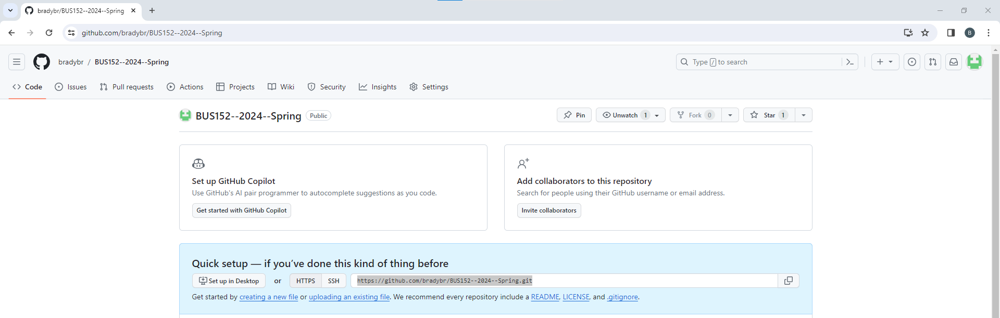 bradybr/BUS152--2024--Spring
github.com/bradybr/BUS152--2024--Spring
B
bradybr / BUS152--2024--Spring
Type / to search
Code Issues Pull requests Actions Projects Wiki Security Insights Settings
BUS152--2024--Spring Public
Pin Unwatch 1 Fork 0 Star 1
Set up GitHub Copilot
Use GitHub's AI pair programmer to autocomplete suggestions as you code.
Get started with GitHub Copilot
Add collaborators to this repository
Search for people using their GitHub username or email address.
Invite collaborators
Quick setup — if you’ve done this kind of thing before
Set up in Desktop or HTTPS SSH https://github.com/bradybr/BUS152--2024--Spring.git
Get started by creating a new file or uploading an existing file. We recommend every repository include a README, LICENSE, and .gitignore.